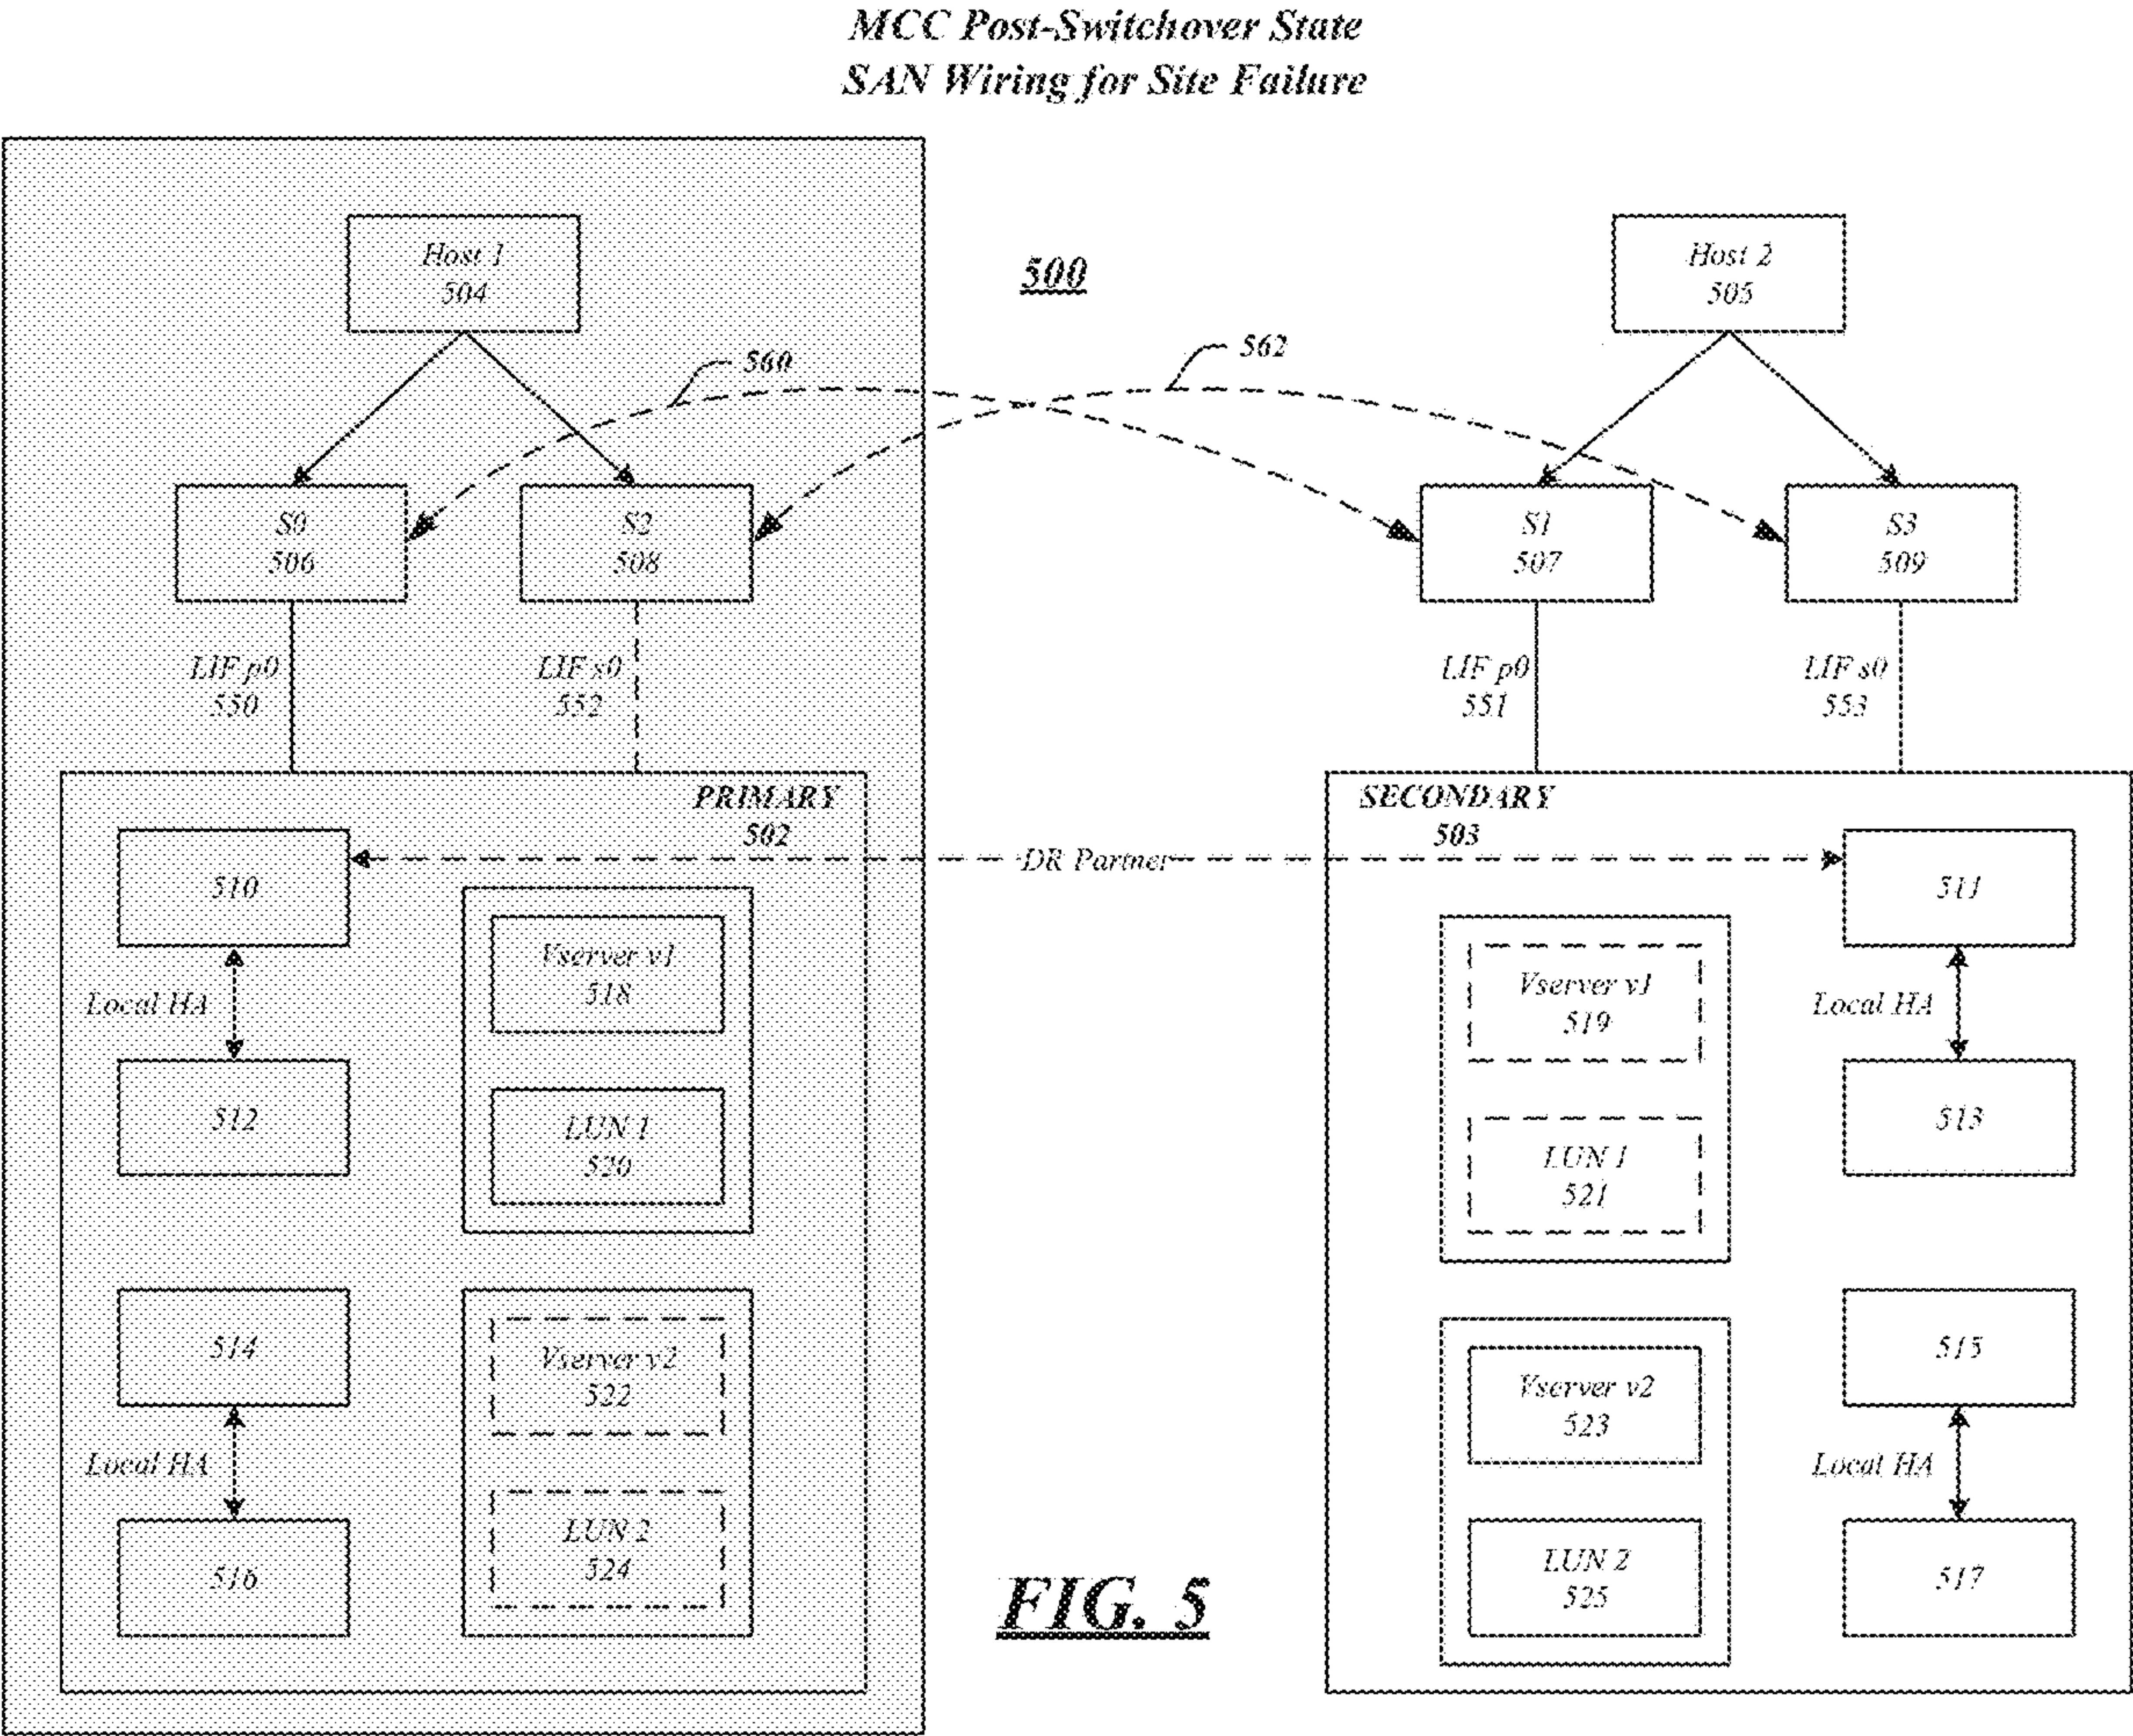 MCC Post-Switchover State
SAN Wiring for Site Failure
Host 1
504
500
Host 2
505
560
562
S0
506
S2
508
S1
507
S3
509
LIF p0
550
LIF s0
552
LIF p0
551
LIF s0
553
PRIMARY
502
SECONDARY
503
DR Partner
510
511
Vserver v1
518
Vserver v1
519
Local HA
Local HA
512
513
LUN 1
520
LUN 1
521
514
515
Vserver v2
522
Vserver v2
523
Local HA
Local HA
516
517
LUN 2
524
LUN 2
525
FIG. 5